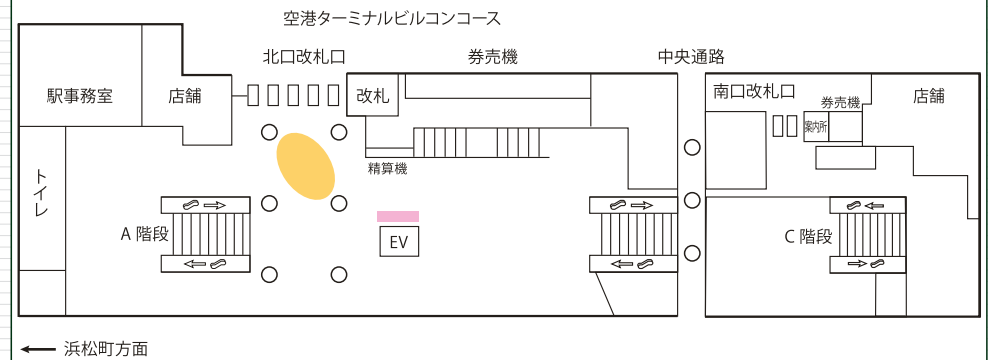 空港ターミナルビルコンコース
北口改札口
券売機
中央通路
駅事務室
店舗
改札
南口改札口
券売機
店舗
案内所
精算機
トイレ
A 階段
EV
C 階段
浜松町方面